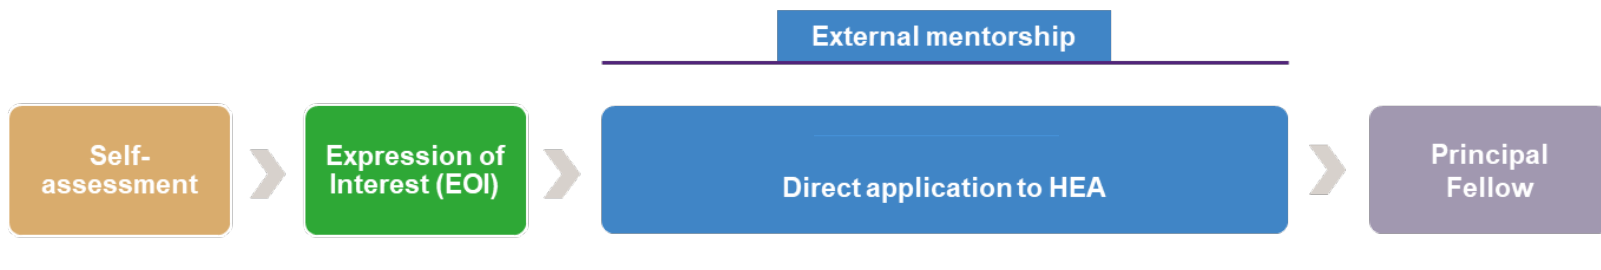 External mentorship
Self-
assessment
Expression of
Interest (EOI)
Direct application to HEA
Principal
Fellow